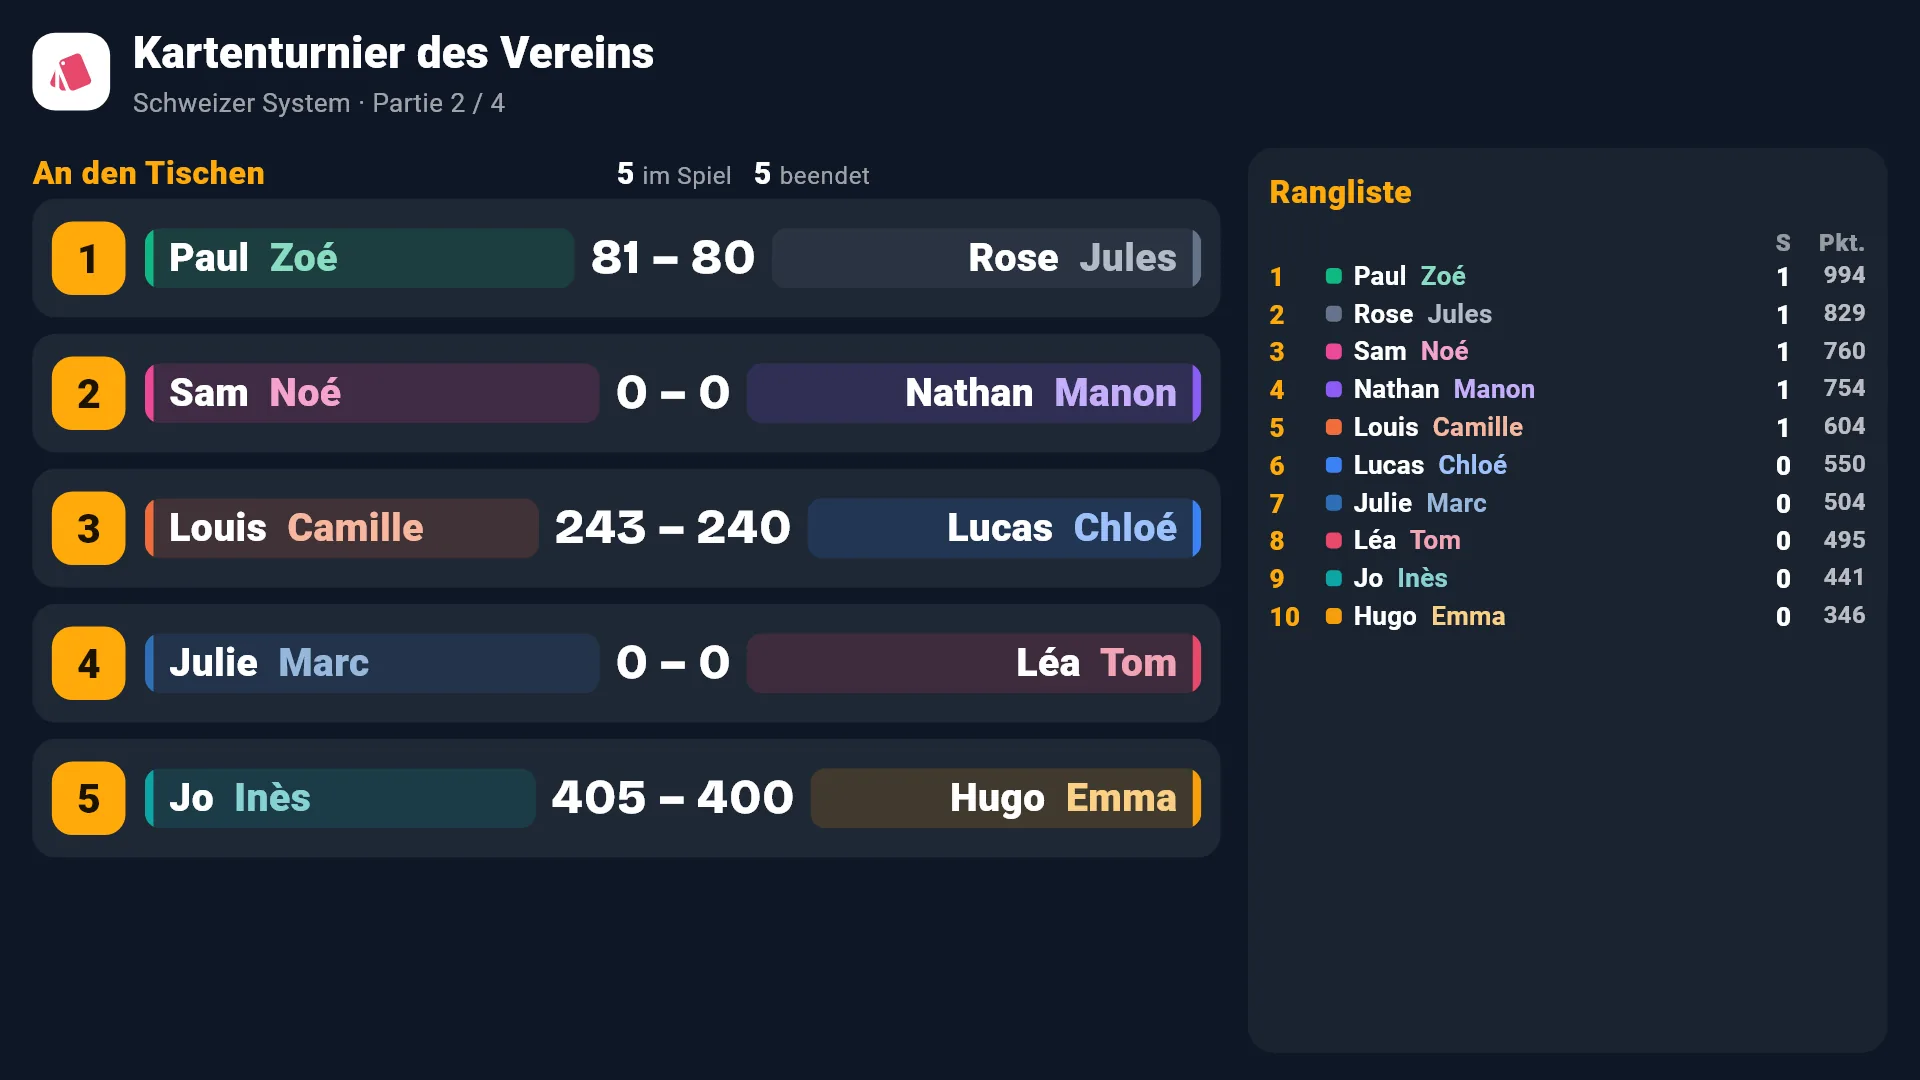 Kartenturnier des Vereins
Schweizer System · Partie 2 / 4
An den Tischen
5 im Spiel 5 beendet
1 Paul Zoé 81 – 80 Rose Jules
2 Sam Noé 0 – 0 Nathan Manon
3 Louis Camille 243 – 240 Lucas Chloé
4 Julie Marc 0 – 0 Léa Tom
5 Jo Inès 405 – 400 Hugo Emma
Rangliste
S Pkt.
1 Paul Zoé 1 994
2 Rose Jules 1 829
3 Sam Noé 1 760
4 Nathan Manon 1 754
5 Louis Camille 1 604
6 Lucas Chloé 0 550
7 Julie Marc 0 504
8 Léa Tom 0 495
9 Jo Inès 0 441
10 Hugo Emma 0 346